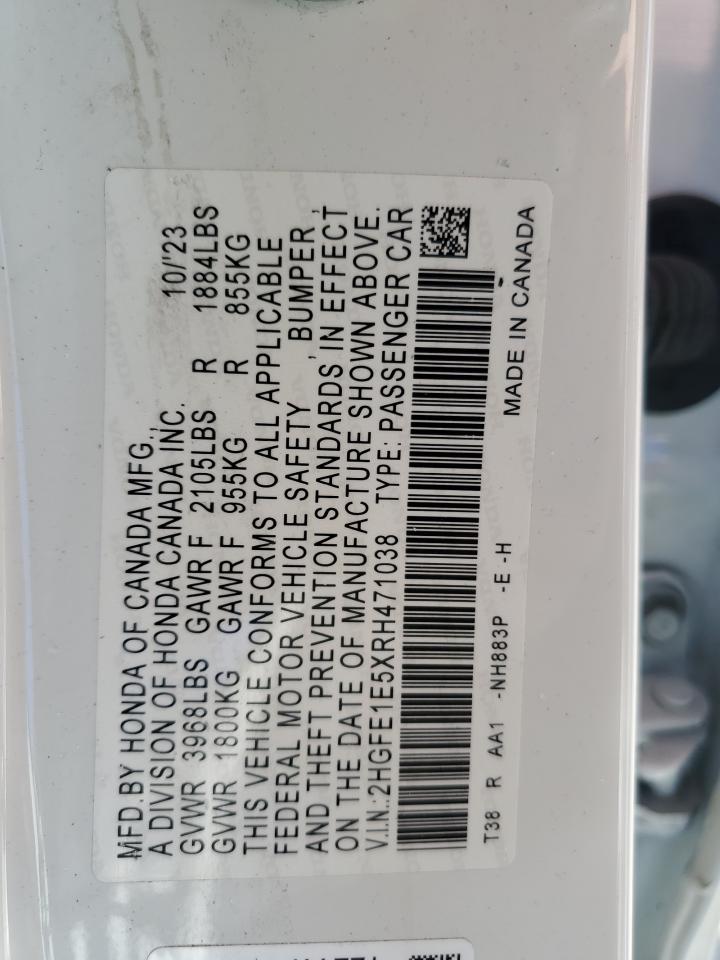 MFD.BY HONDA OF CANADA MFG.,
A DIVISION OF HONDA CANADA INC. 10/'23
GVWR 3968LBS GAWR F 2105LBS R 1884LBS
GVWR 1800KG GAWR F 955KG R 855KG
THIS VEHICLE CONFORMS TO ALL APPLICABLE
FEDERAL MOTOR VEHICLE SAFETY , BUMPER ,
AND THEFT PREVENTION STANDARDS IN EFFECT
ON THE DATE OF MANUFACTURE SHOWN ABOVE.
V.I.N.:2HGFE1E5XRH471038 TYPE: PASSENGER CAR
T38 R AA1 -NH883P -E -H
MADE IN CANADA